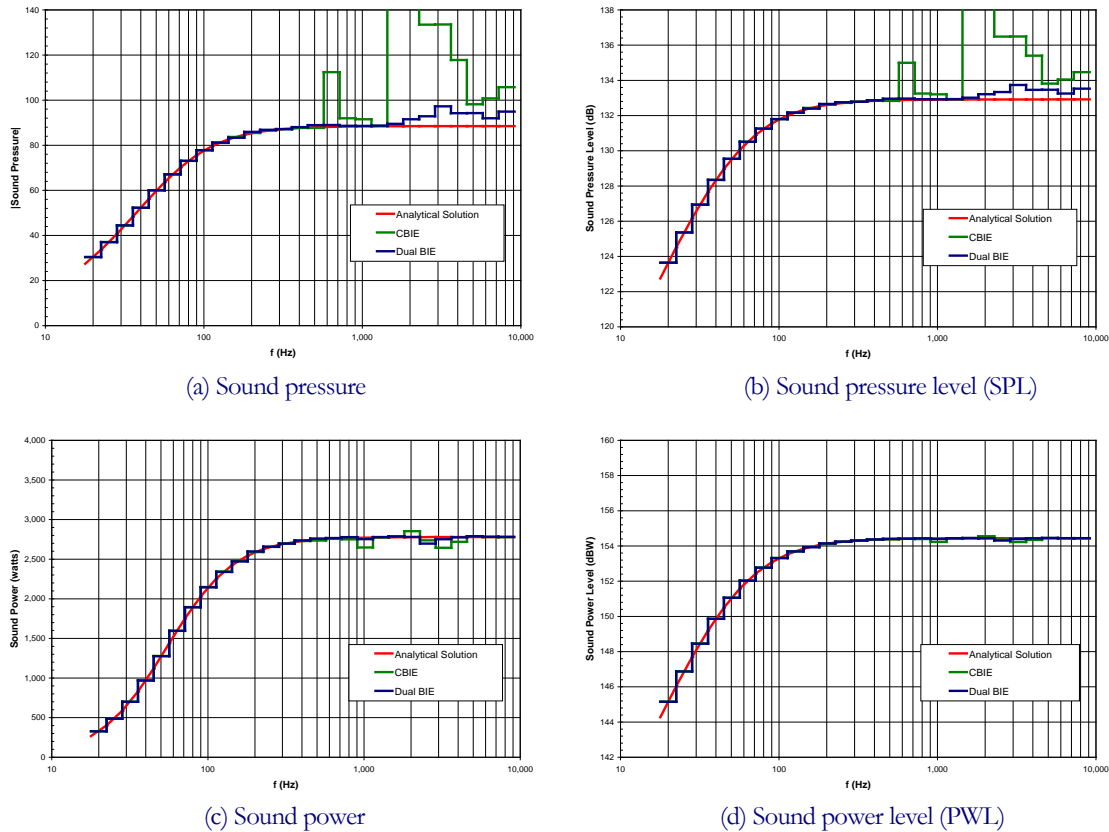 140
120
100
80
60
40
20
0
|Sound Pressure|
Analytical Solution
CBIE
Dual BIE
10
100
1,000
10,000
f (Hz)
(a) Sound pressure
138
136
134
132
130
128
126
124
122
120
Sound Pressure Level (dB)
Analytical Solution
CBIE
Dual BIE
10
100
1,000
10,000
f (Hz)
(b) Sound pressure level (SPL)
4,000
3,500
3,000
2,500
2,000
1,500
1,000
500
0
Sound Power (watts)
Analytical Solution
CBIE
Dual BIE
10
100
1,000
10,000
f (Hz)
(c) Sound power
160
158
156
154
152
150
148
146
144
142
Sound Power Level (dBW)
Analytical Solution
CBIE
Dual BIE
10
100
1,000
10,000
f (Hz)
(d) Sound power level (PWL)